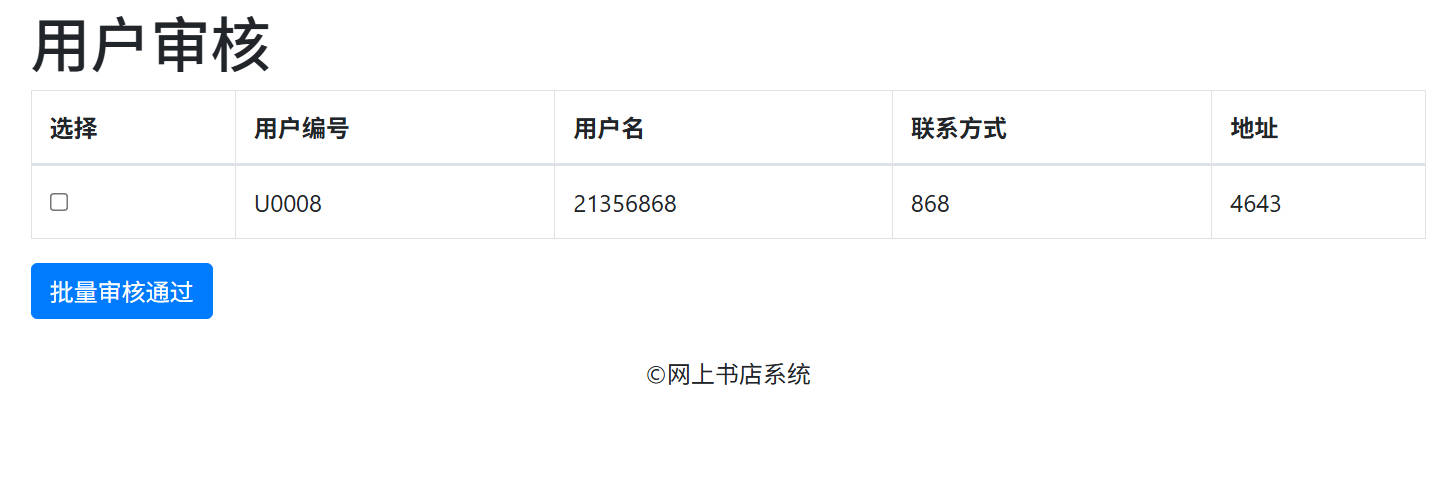 用户审核
选择 用户编号 用户名 联系方式 地址
U0008 21356868 868 4643
批量审核通过
©网上书店系统